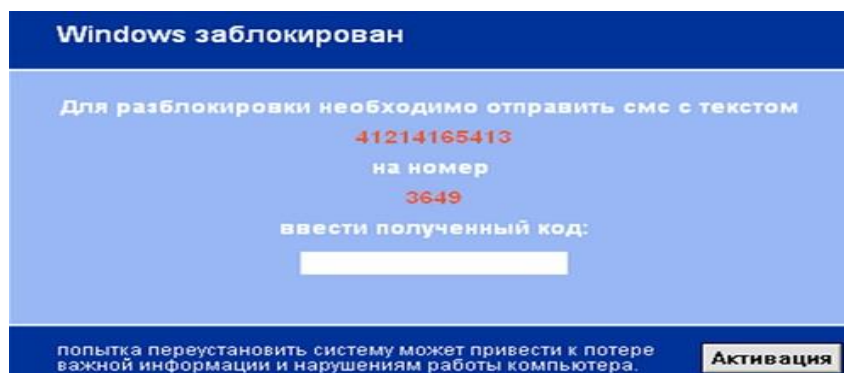 Windows заблокирован
Для разблокировки необходимо отправить смс с текстом
41214165413
на номер
3649
ввести полученный код:
попытка переустановить систему может привести к потере
важной информации и нарушениям работы компьютера.
Активация